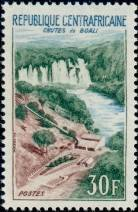 REPUBLIQUE CENTRAFRICAINE
CHUTES de BOALI
POSTES
30F